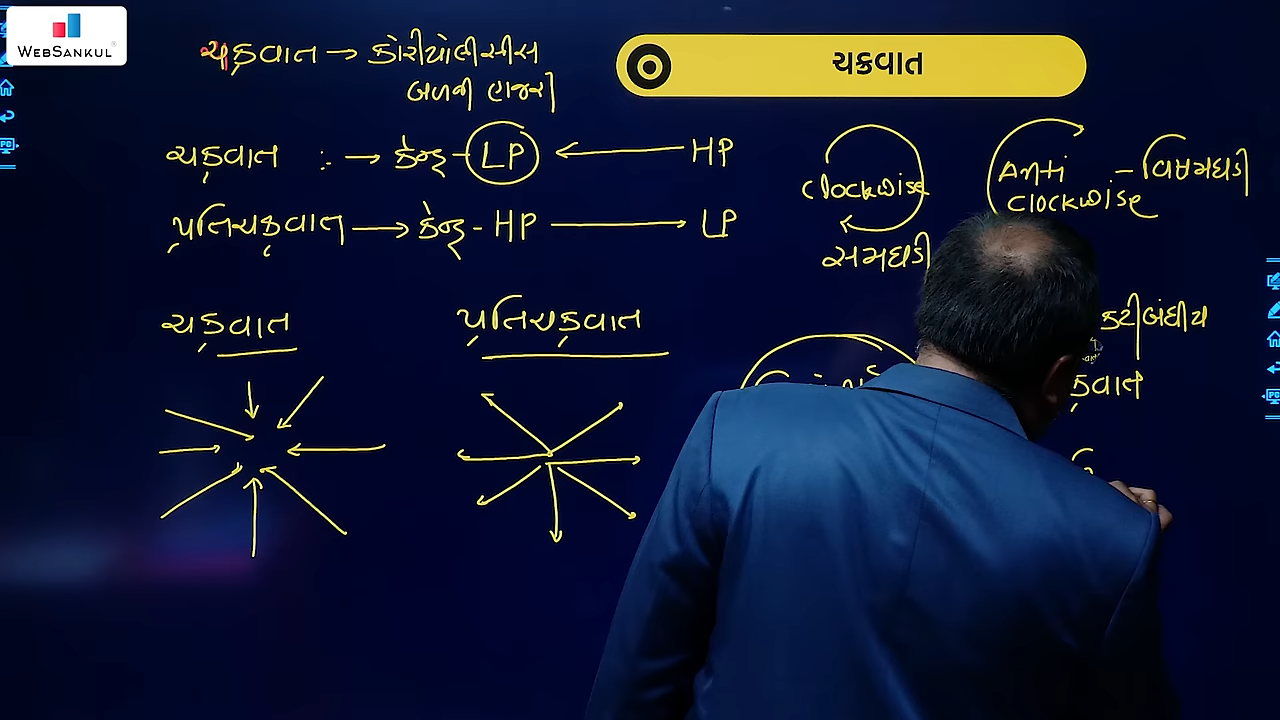 WEBSANKUL
ચક્રવાત
ચક્રવાત → કોરીયોલીસીસ
બળની હાજરી
ચક્રવાત : → કેન્દ્ર - LP ← HP
પ્રતિચક્રવાત → કેન્દ્ર - HP → LP
clockwise
સમઘડી
Anti - વિષમઘડી
clockwise
ચક્રવાત
પ્રતિચક્રવાત
કટીબંધીય
ક્રવાત